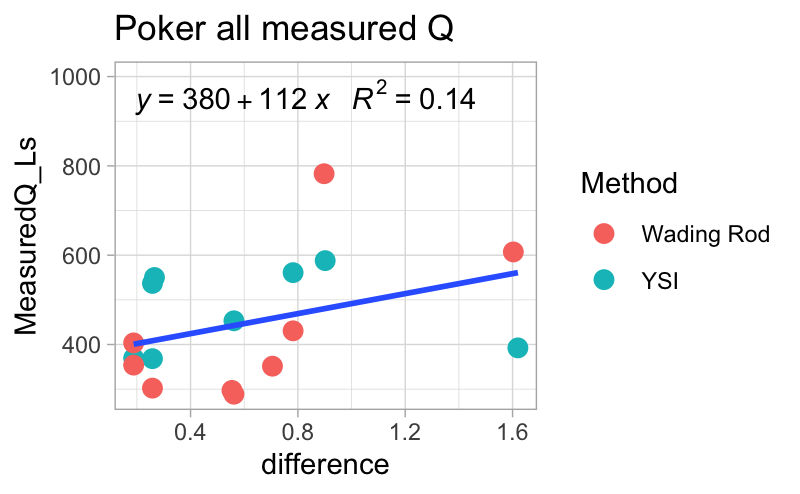 Poker all measured Q
y = 380 + 112 x R² = 0.14
1000
800
600
400
MeasuredQ_Ls
0.4 0.8 1.2 1.6
difference
Method
Wading Rod
YSI